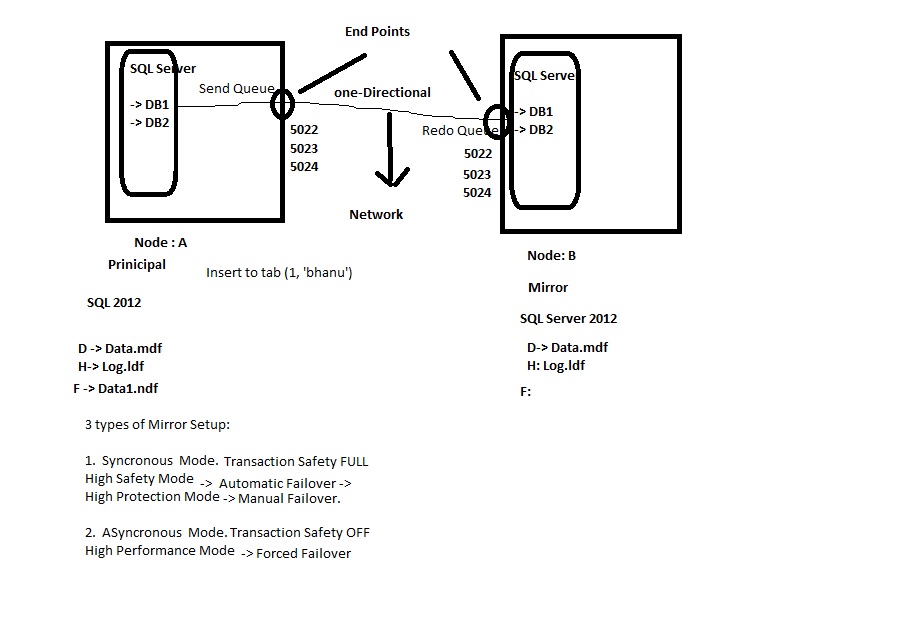 End Points
SQL Server
-> DB1
-> DB2
Send Queue
one-Directional
5022
5023
5024
Network
SQL Serve
-> DB1
-> DB2
Redo Queue
5022
5023
5024
Node : A
Prinicipal
Insert to tab (1, 'bhanu')
SQL 2012
D -> Data.mdf
H-> Log.ldf
F -> Data1.ndf
Node: B
Mirror
SQL Server 2012
D-> Data.mdf
H: Log.ldf
F:
3 types of Mirror Setup:
1. Syncronous Mode. Transaction Safety FULL
High Safety Mode -> Automatic Failover ->
High Protection Mode -> Manual Failover.
2. ASyncronous Mode. Transaction Safety OFF
High Performance Mode -> Forced Failover